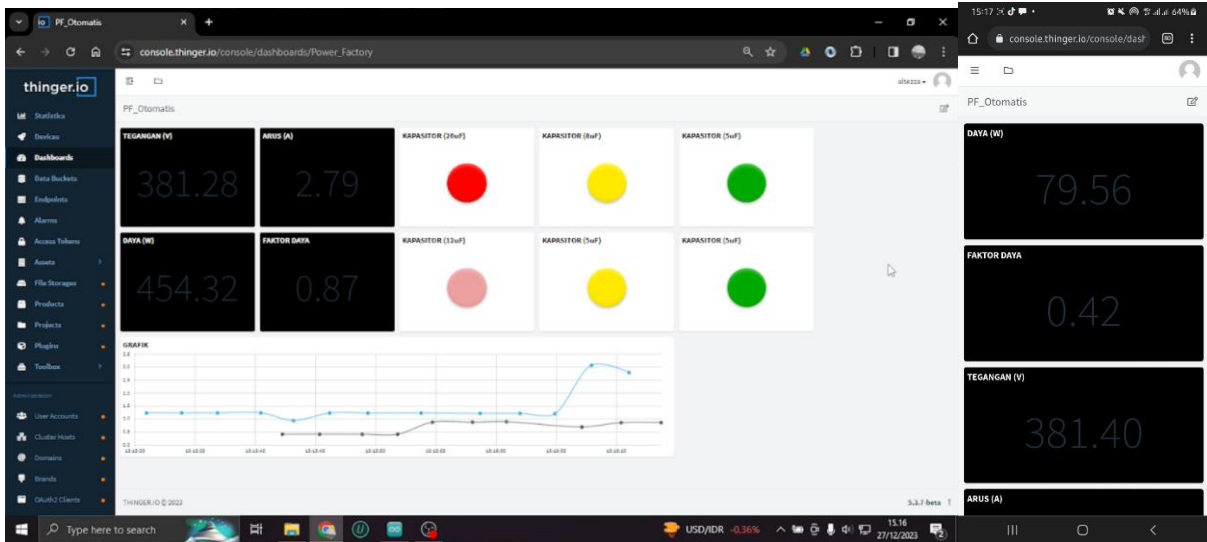 PF_Otomatis
console.thinger.io/console/dashboards/Power_Factory
thinger.io
Statistics
Devices
Dashboards
Data Buckets
Endpoints
Alarms
Access Tokens
Assets
File Storages
Products
Projects
Plugins
Toolbox
Administration
User Accounts
Cluster Hosts
Domains
Brands
OAuth2 Clients
PF_Otomatis
TEGANGAN (V)
381.28
ARUS (A)
2.79
KAPASITOR (20uF)
KAPASITOR (8uF)
KAPASITOR (5uF)
DAYA (W)
454.32
FAKTOR DAYA
0.87
KAPASITOR (12uF)
KAPASITOR (5uF)
KAPASITOR (5uF)
GRAFIK
THINGER.IO © 2023
5.3.7-beta
Type here to search
USD/IDR -0.36%
15.16
27/12/2023
2
15:17
64%
console.thinger.io/console/dash
80
PF_Otomatis
DAYA (W)
79.56
FAKTOR DAYA
0.42
TEGANGAN (V)
381.40
ARUS (A)